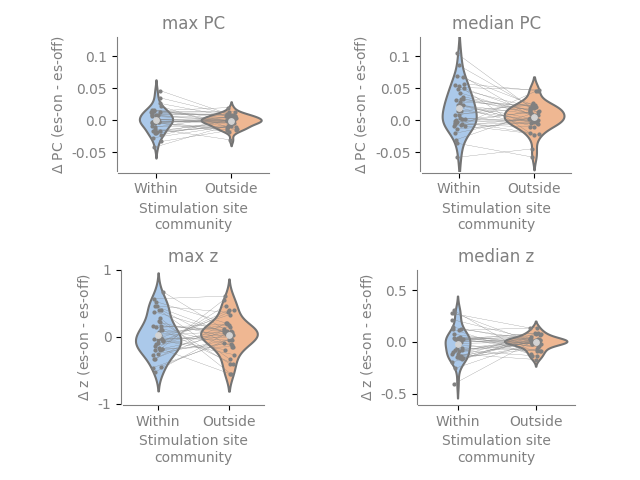 max PC
median PC
Δ PC (es-on - es-off)
0.1
0.05
0.0
-0.05
Within
Outside
Stimulation site
community
Δ PC (es-on - es-off)
0.1
0.05
0.0
-0.05
Within
Outside
Stimulation site
community
max z
median z
Δ z (es-on - es-off)
1
0
-1
Within
Outside
Stimulation site
community
Δ z (es-on - es-off)
0.5
0.0
-0.5
Within
Outside
Stimulation site
community